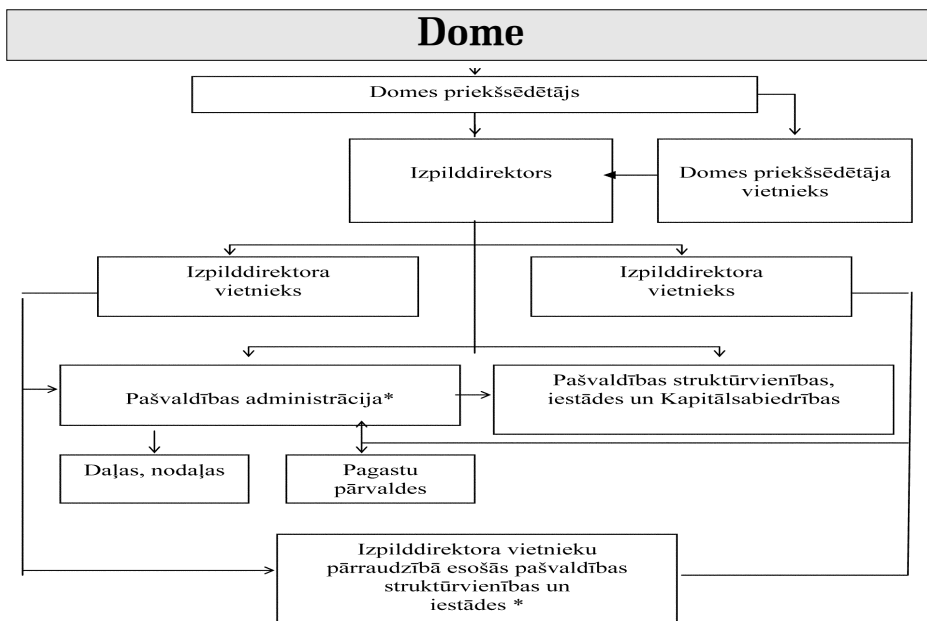 Dome
Domes priekšsēdētājs
Izpilddirektors
Domes priekšsēdētāja
vietnieks
Izpilddirektora
vietnieks
Izpilddirektora
vietnieks
Pašvaldības administrācija*
Pašvaldības struktūrvienības,
iestādes un Kapitālsabiedrības
Daļas, nodaļas
Pagastu
pārvaldes
Izpilddirektora vietnieku
pārraudzībā esošās pašvaldības
struktūrvienības un
iestādes *